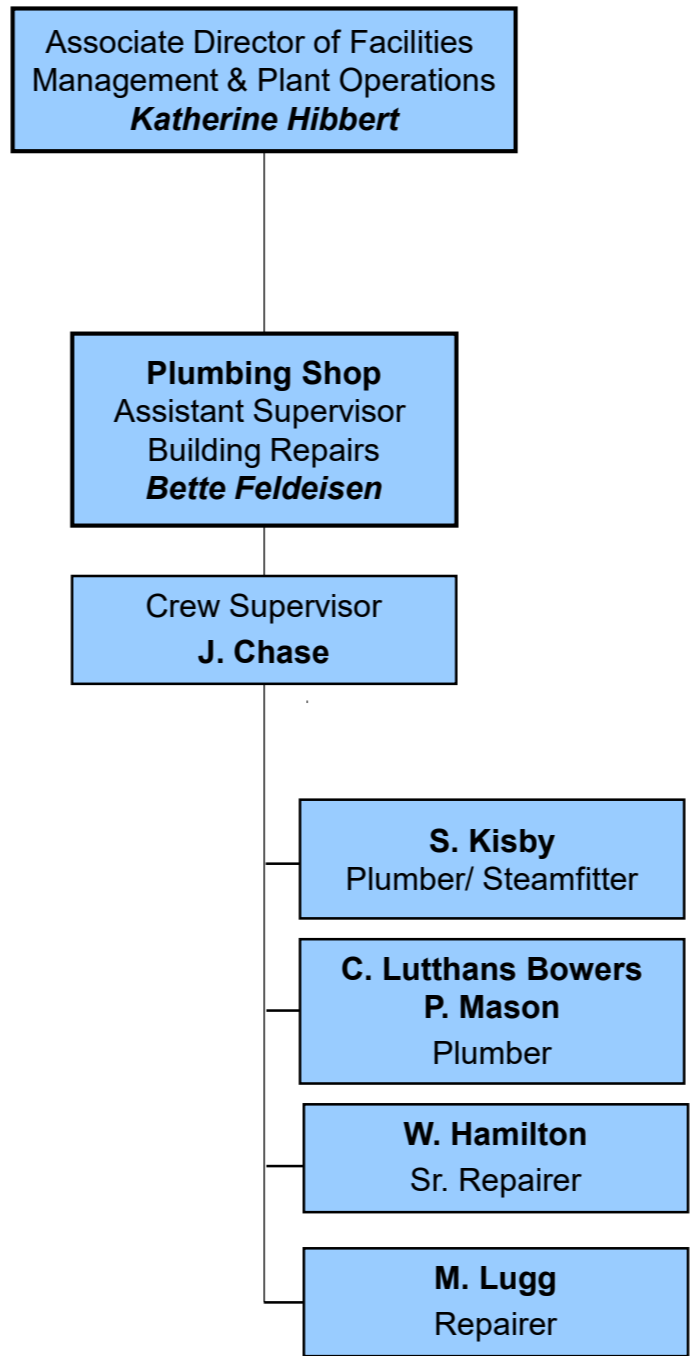 Associate Director of Facilities
Management & Plant Operations
Katherine Hibbert
Plumbing Shop
Assistant Supervisor
Building Repairs
Bette Feldeisen
Crew Supervisor
J. Chase
S. Kisby
Plumber/ Steamfitter
C. Lutthans Bowers
P. Mason
Plumber
W. Hamilton
Sr. Repairer
M. Lugg
Repairer